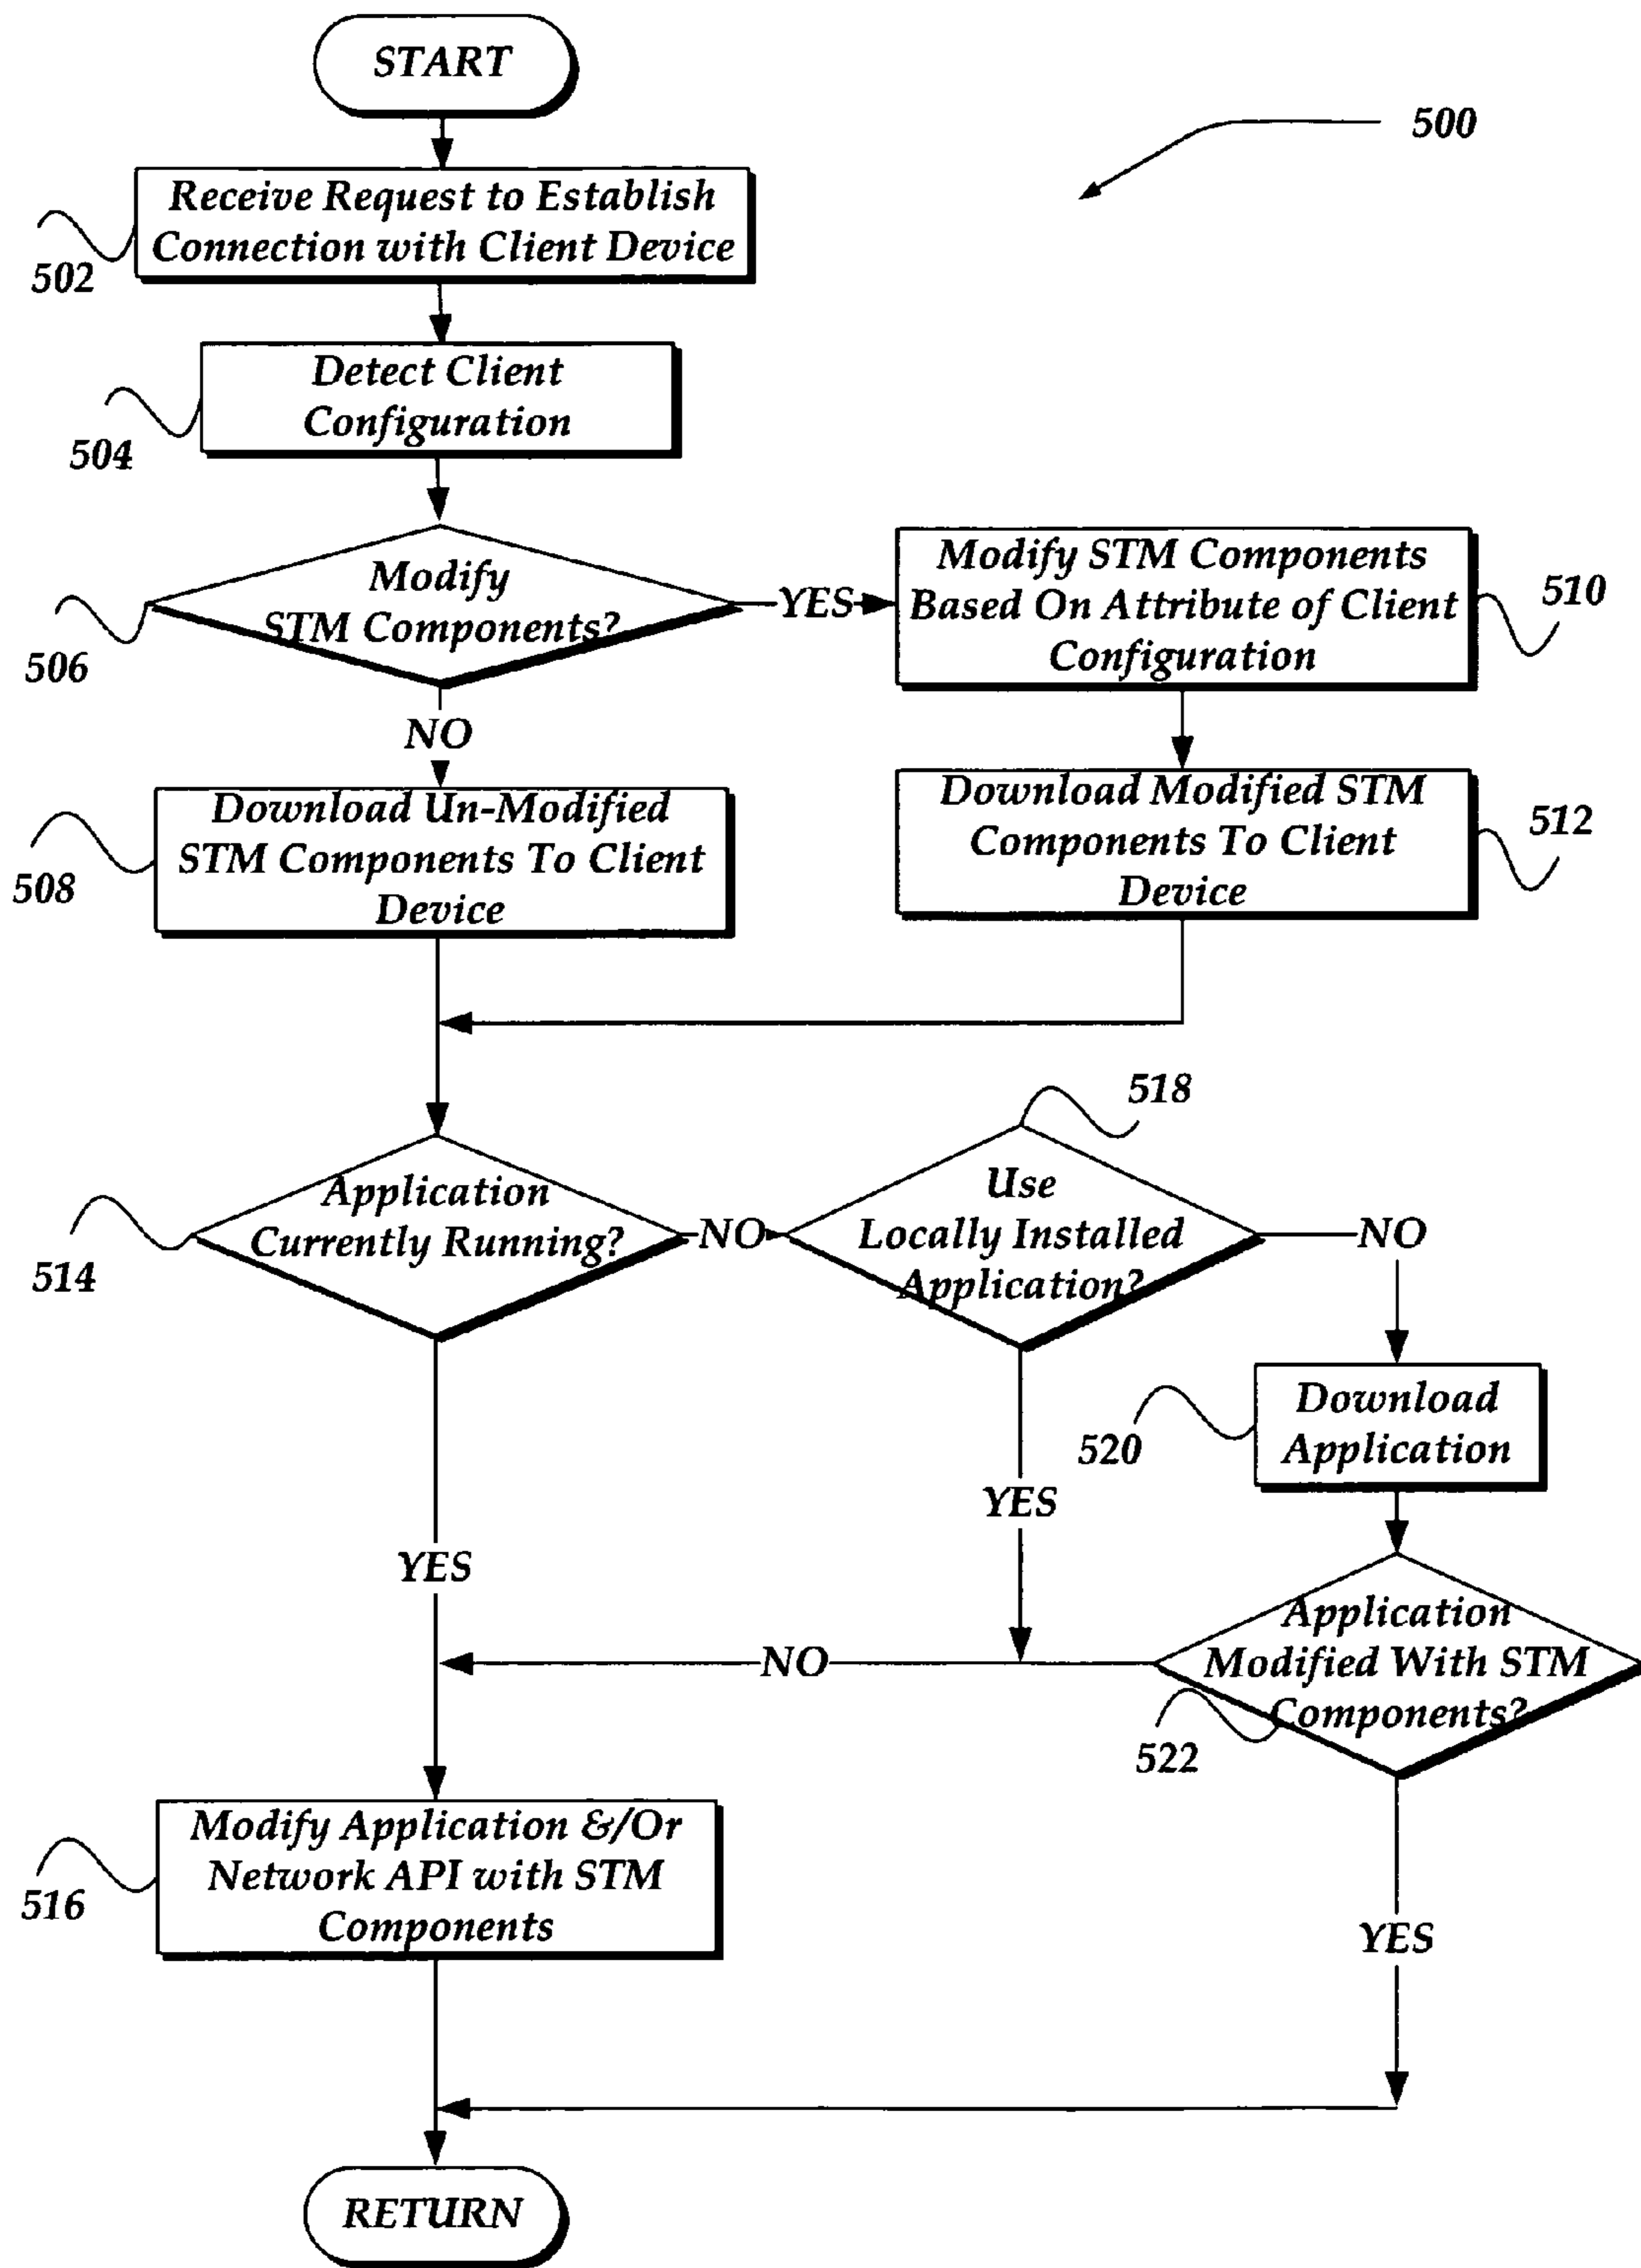 START
500
Receive Request to Establish
Connection with Client Device
502
Detect Client
Configuration
504
Modify
STM Components?
506
YES
Modify STM Components
Based On Attribute of Client
Configuration
510
NO
Download Un-Modified
STM Components To Client
Device
508
Download Modified STM
Components To Client
Device
512
518
Application
Currently Running?
514
NO
Use
Locally Installed
Application?
NO
Download
Application
520
YES
YES
Application
Modified With STM
Components?
522
NO
Modify Application &/Or
Network API with STM
Components
516
YES
RETURN